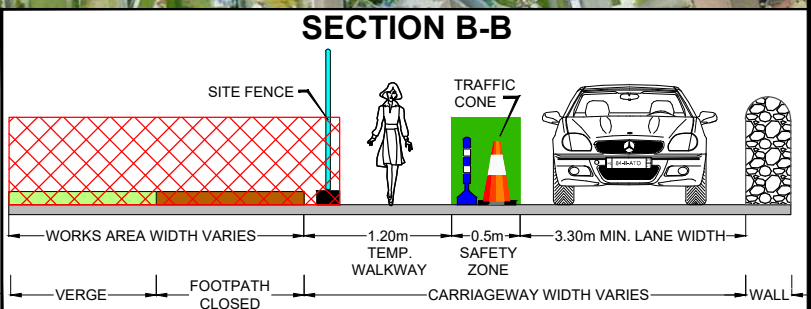 SECTION B-B
SITE FENCE
TRAFFIC
CONE
WORKS AREA WIDTH VARIES
1.20m
TEMP.
WALKWAY
0.5m
SAFETY
ZONE
3.30m MIN. LANE WIDTH
VERGE
FOOTPATH
CLOSED
CARRIAGEWAY WIDTH VARIES
WALL